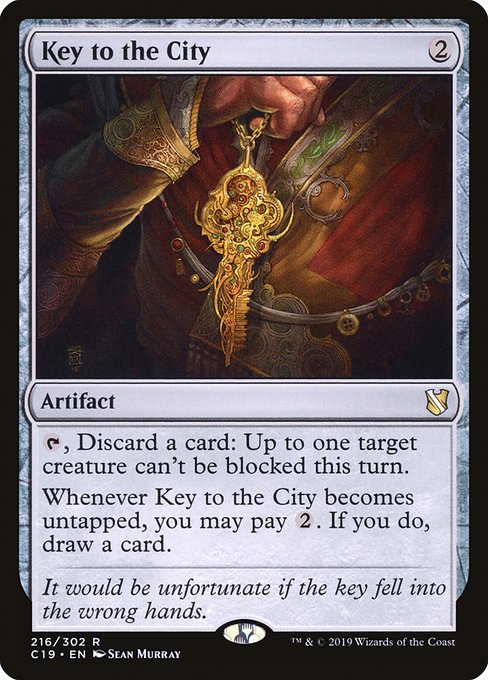 Key to the City 2
Artifact
, Discard a card: Up to one target
creature can't be blocked this turn.
Whenever Key to the City becomes
untapped, you may pay 2. If you do,
draw a card.
It would be unfortunate if the key fell into
the wrong hands.
216/302 R
C19 • EN Sean Murray
™ & © 2019 Wizards of the Coast